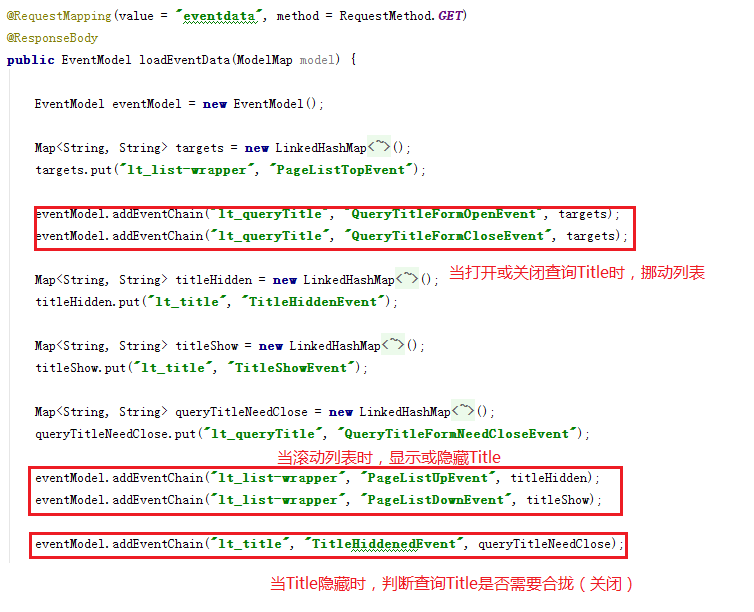 @RequestMapping(value = "eventdata", method = RequestMethod.GET)
@ResponseBody
public EventModel loadEventData(ModelMap model) {
EventModel eventModel = new EventModel();
Map<String, String> targets = new LinkedHashMap<~>();
targets.put("lt_list-wrapper", "PageListTopEvent");
eventModel.addEventChain("lt_queryTitle", "QueryTitleFormOpenEvent", targets);
eventModel.addEventChain("lt_queryTitle", "QueryTitleFormCloseEvent", targets);
当打开或关闭查询Title时，挪动列表
Map<String, String> titleHidden = new LinkedHashMap<~>();
titleHidden.put("lt_title", "TitleHiddenEvent");
Map<String, String> titleShow = new LinkedHashMap<~>();
titleShow.put("lt_title", "TitleShowEvent");
Map<String, String> queryTitleNeedClose = new LinkedHashMap<~>();
queryTitleNeedClose.put("lt_queryTitle", "QueryTitleFormNeedCloseEvent");
当滚动列表时，显示或隐藏Title
eventModel.addEventChain("lt_list-wrapper", "PageListUpEvent", titleHidden);
eventModel.addEventChain("lt_list-wrapper", "PageListDownEvent", titleShow);
eventModel.addEventChain("lt_title", "TitleHiddenedEvent", queryTitleNeedClose);
当Title隐藏时，判断查询Title是否需要合拢（关闭）